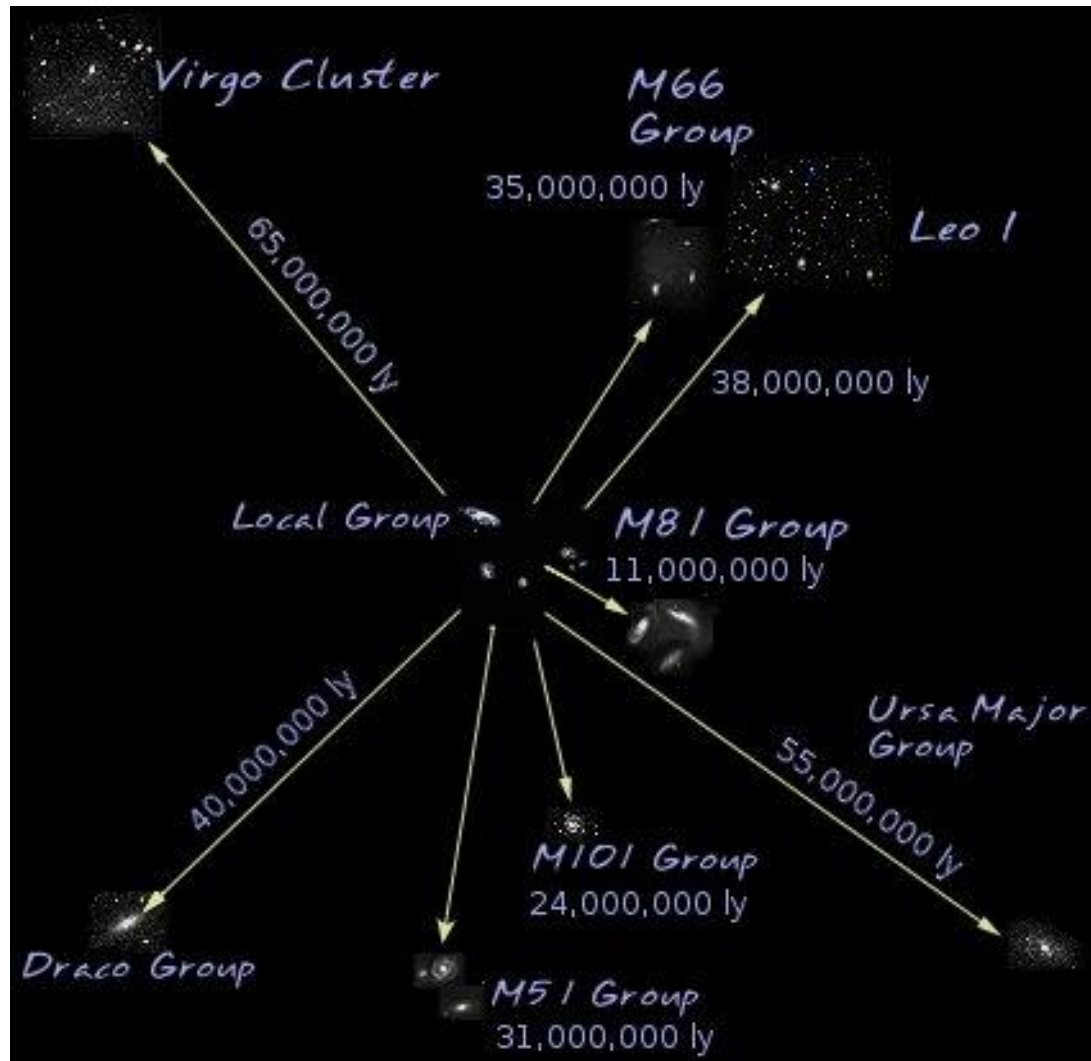 Virgo Cluster
M66
Group
35,000,000 ly
Leo I
65,000,000 ly
38,000,000 ly
Local Group
M81 Group
11,000,000 ly
40,000,000 ly
Ursa Major
Group
55,000,000 ly
M101 Group
24,000,000 ly
Draco Group
M51 Group
31,000,000 ly